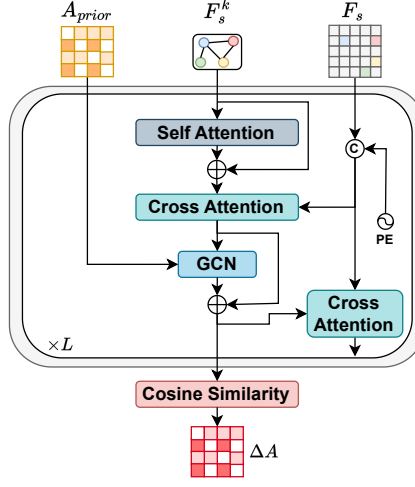 A_prior
F_s^k
F_s
Self Attention
C
Cross Attention
PE
GCN
Cross
Attention
×L
Cosine Similarity
ΔA